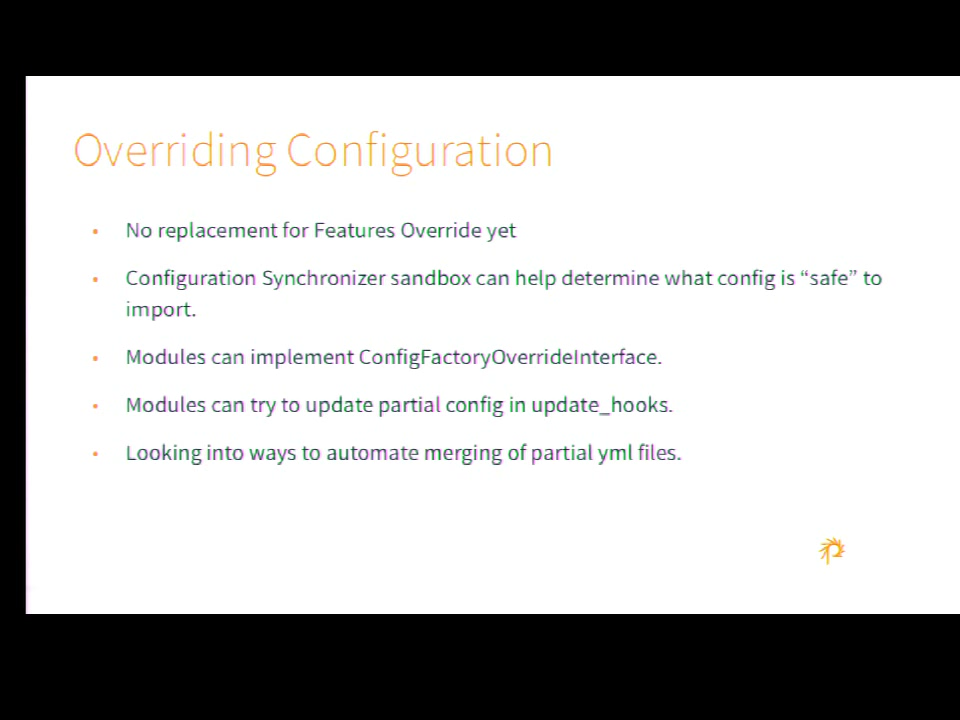 Overriding Configuration
• No replacement for Features Override yet
• Configuration Synchronizer sandbox can help determine what config is “safe” to
import.
• Modules can implement ConfigFactoryOverrideInterface.
• Modules can try to update partial config in update_hooks.
• Looking into ways to automate merging of partial yml files.